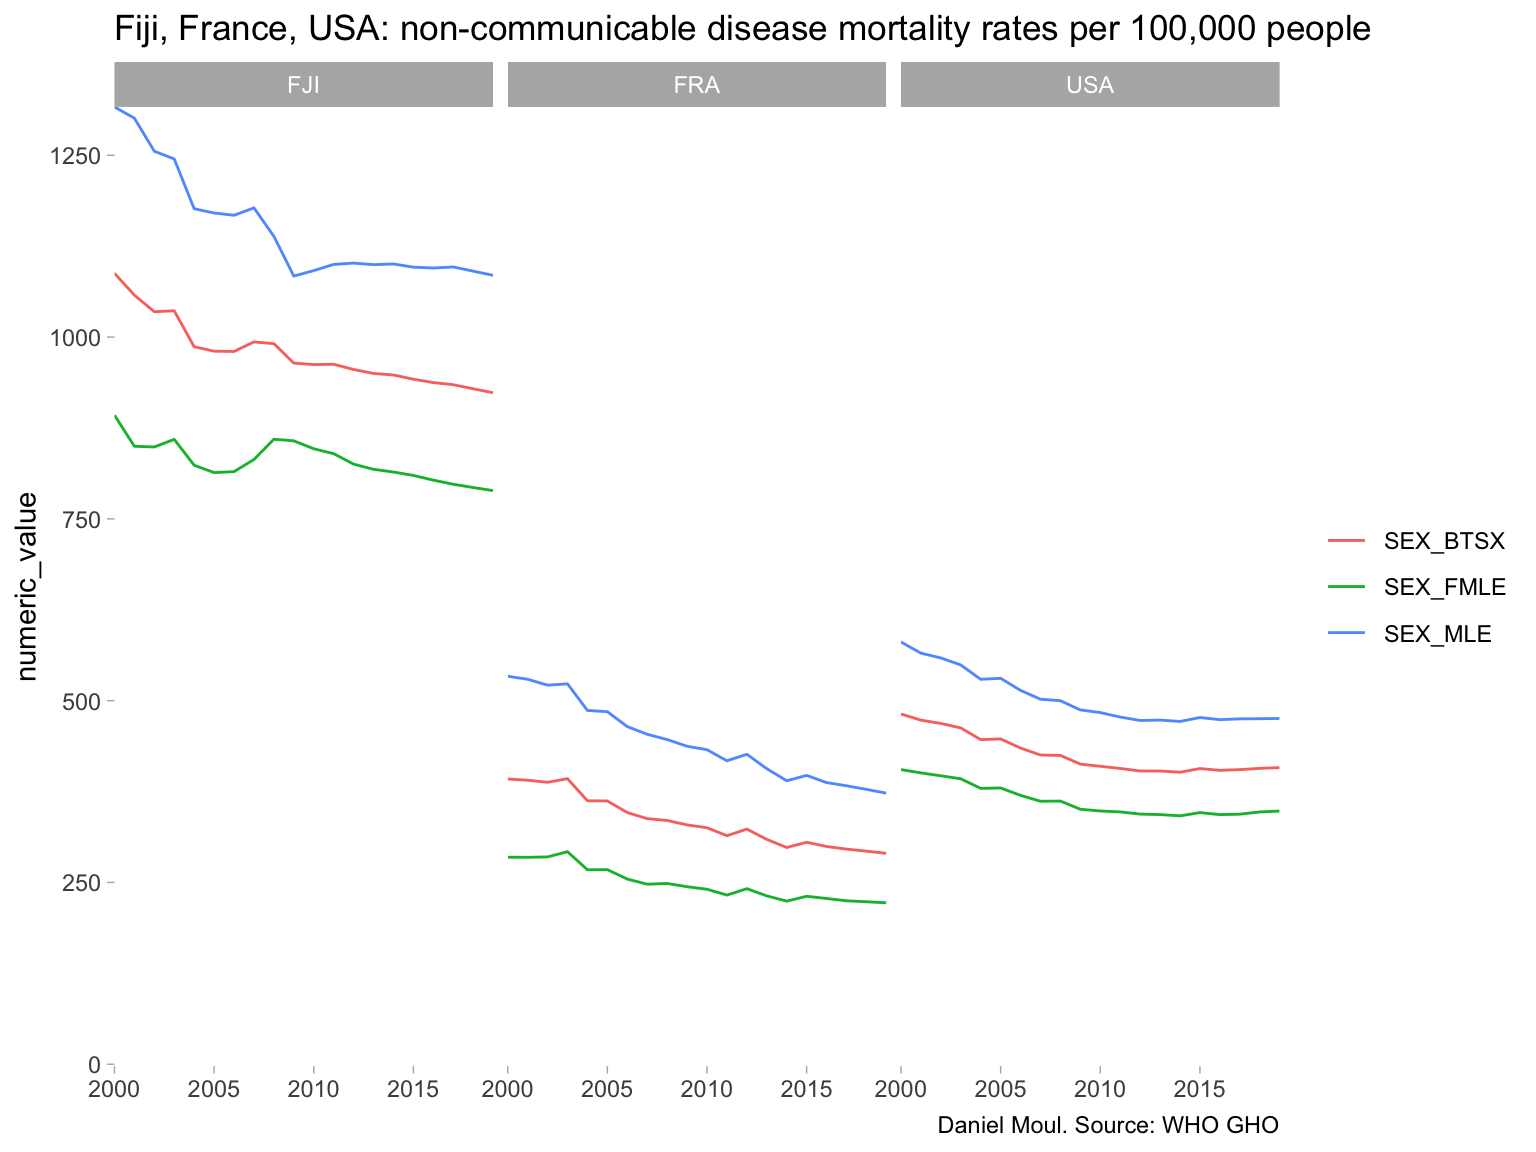 Fiji, France, USA: non-communicable disease mortality rates per 100,000 people
FJI FRA USA
1250
1000
750
500
250
0
numeric_value
2000 2005 2010 2015 2000 2005 2010 2015 2000 2005 2010 2015
SEX_BTSX
SEX_FMLE
SEX_MLE
Daniel Moul. Source: WHO GHO